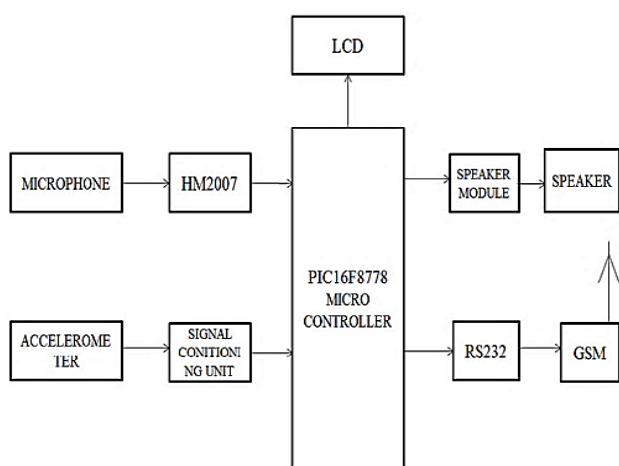 LCD
MICROPHONE
HM2007
SPEAKER
MODULE
SPEAKER
PIC16F8778
MICRO
CONTROLLER
ACCELEROME
TER
SIGNAL
CONITIONI
NG UNIT
RS232
GSM